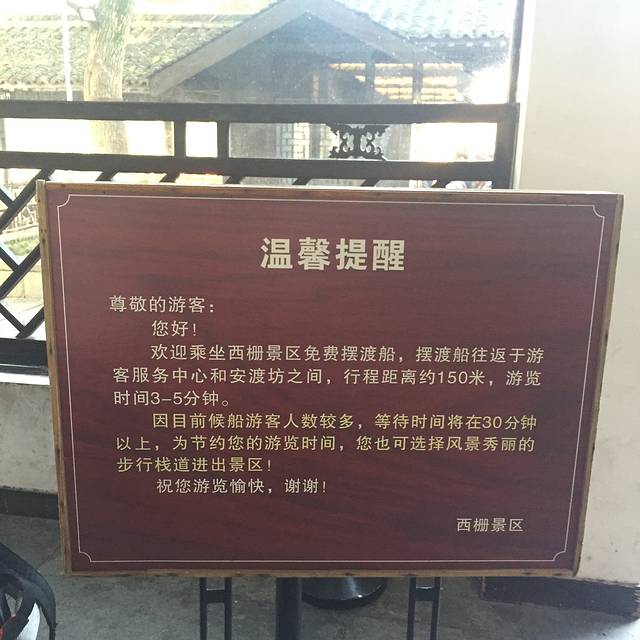 温馨提醒
尊敬的游客：
您好！
欢迎乘坐西栅景区免费摆渡船，摆渡船往返于游
客服务中心和安渡坊之间，行程距离约150米，游览
时间3-5分钟。
因目前候船游客人数较多，等待时间将在30分钟
以上，为节约您的游览时间，您也可选择风景秀丽的
步行栈道进出景区！
祝您游览愉快，谢谢！
西栅景区